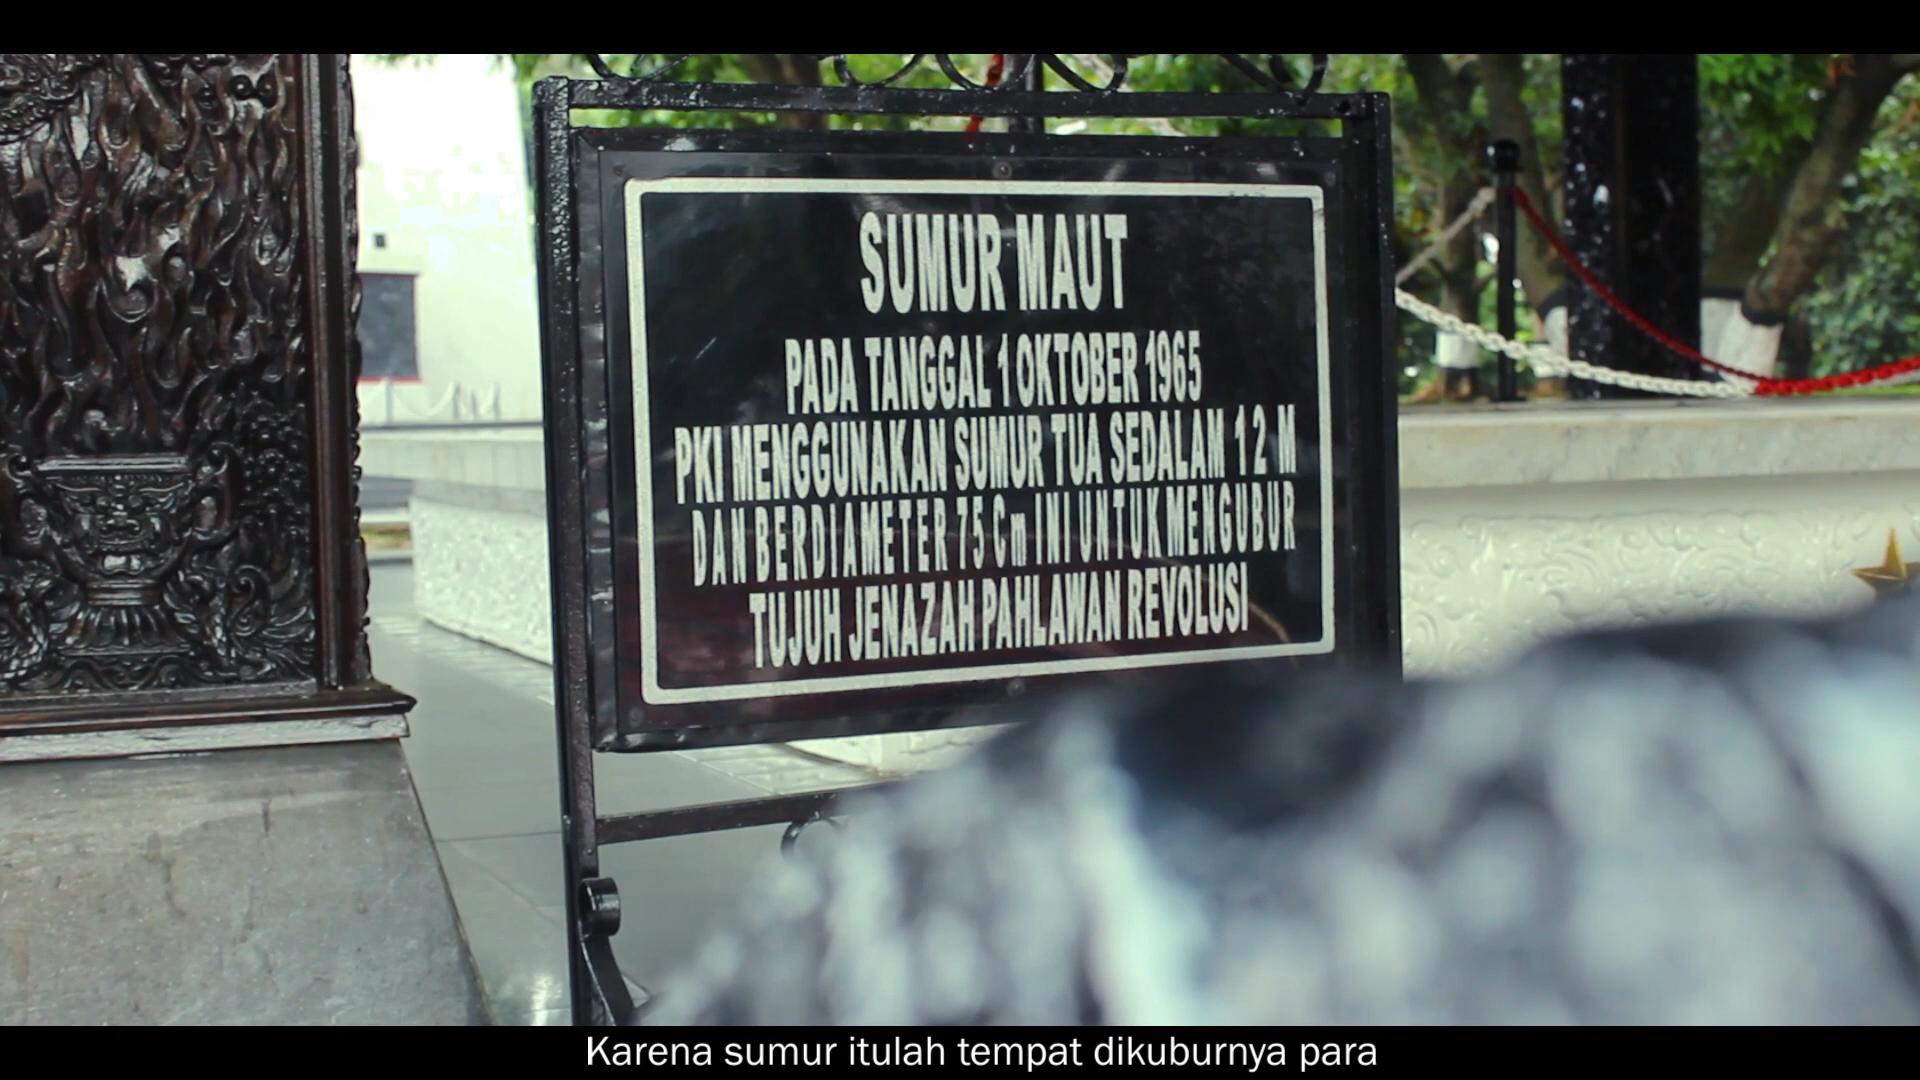 SUMUR MAUT
PADA TANGGAL 1 OKTOBER 1965
PKI MENGGUNAKAN SUMUR TUA SEDALAM 12 M
DAN BERDIAMETER 75 Cm INI UNTUK MENGUBUR
TUJUH JENAZAH PAHLAWAN REVOLUSI
Karena sumur itulah tempat dikuburnya para